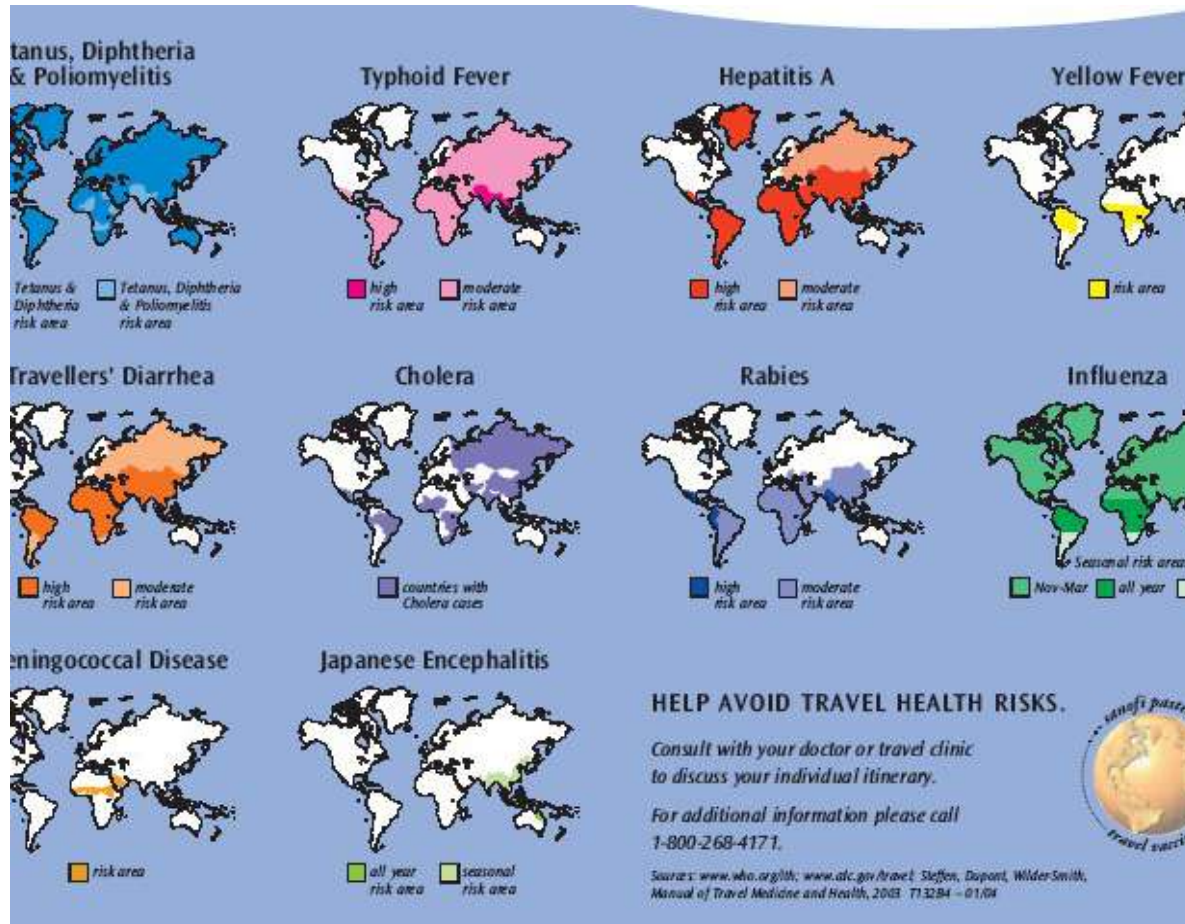 tanus, Diphtheria
& Poliomyelitis
Typhoid Fever
Hepatitis A
Yellow Fever
Tetanus &
Diphtheria
risk area
Tetanus, Diphtheria
& Poliomyelitis
risk area
high
risk area
moderate
risk area
high
risk area
moderate
risk area
risk area
Travellers' Diarrhea
Cholera
Rabies
Influenza
high
risk area
moderate
risk area
countries with
Cholera cases
high
risk area
moderate
risk area
Seasonal risk area
Nov-Mar
all year
eningococcal Disease
Japanese Encephalitis
risk area
all year
risk area
seasonal
risk area
HELP AVOID TRAVEL HEALTH RISKS.
Consult with your doctor or travel clinic
to discuss your individual itinerary.
For additional information please call
1-800-268-4171.
Sources: www.who.org/ith; www.cdc.gov/travel; Steffen, Dupont, Wilder-Smith,
Manual of Travel Medicine and Health, 2003 T132B4 – 01/04
sanofi paste
travel vacci